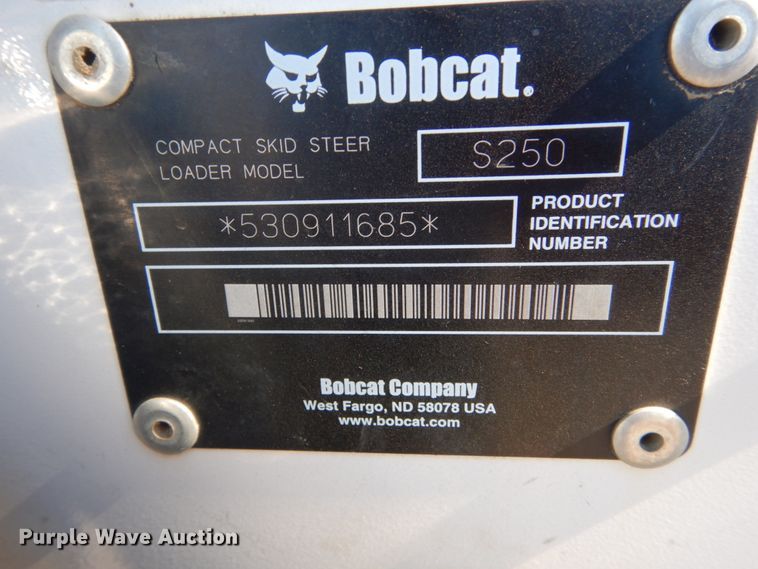 Bobcat®
COMPACT SKID STEER
LOADER MODEL
S250
*530911685*
PRODUCT
IDENTIFICATION
NUMBER
Bobcat Company
West Fargo, ND 58078 USA
www.bobcat.com
Purple Wave Auction